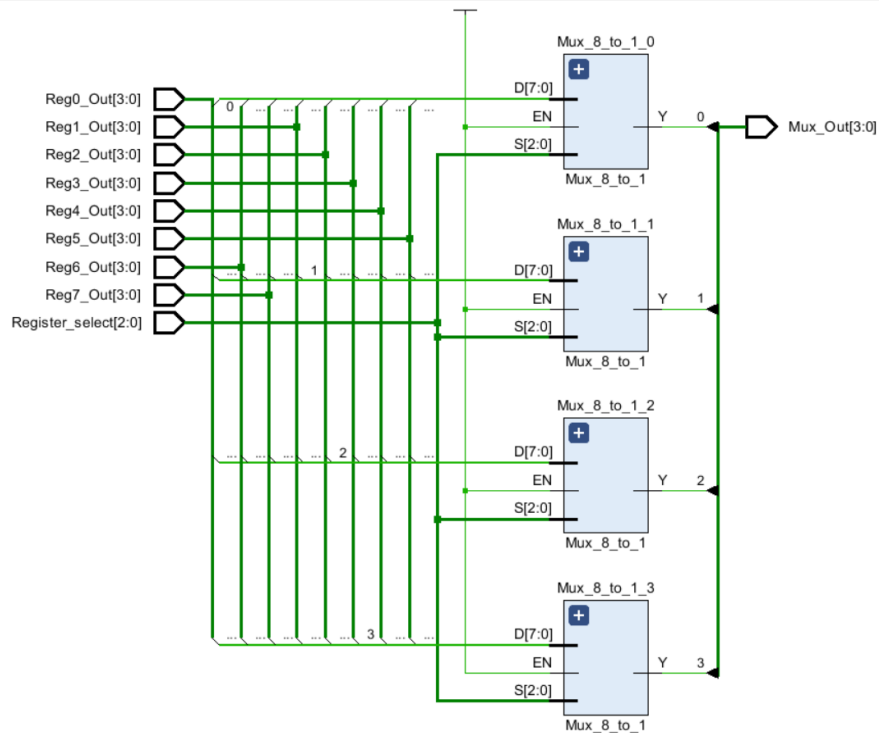 Mux_8_to_1_0
+
Reg0_Out[3:0]
0
...
...
...
...
...
...
D[7:0]
Reg1_Out[3:0]
EN
Y
0
Mux_Out[3:0]
Reg2_Out[3:0]
S[2:0]
Reg3_Out[3:0]
Mux_8_to_1
Reg4_Out[3:0]
Reg5_Out[3:0]
Mux_8_to_1_1
+
Reg6_Out[3:0]
...
...
...
1
...
...
...
D[7:0]
Reg7_Out[3:0]
EN
Y
1
Register_select[2:0]
S[2:0]
Mux_8_to_1
Mux_8_to_1_2
+
...
...
...
2
...
...
...
D[7:0]
EN
Y
2
S[2:0]
Mux_8_to_1
Mux_8_to_1_3
+
...
...
...
...
3
...
...
D[7:0]
EN
Y
3
S[2:0]
Mux_8_to_1